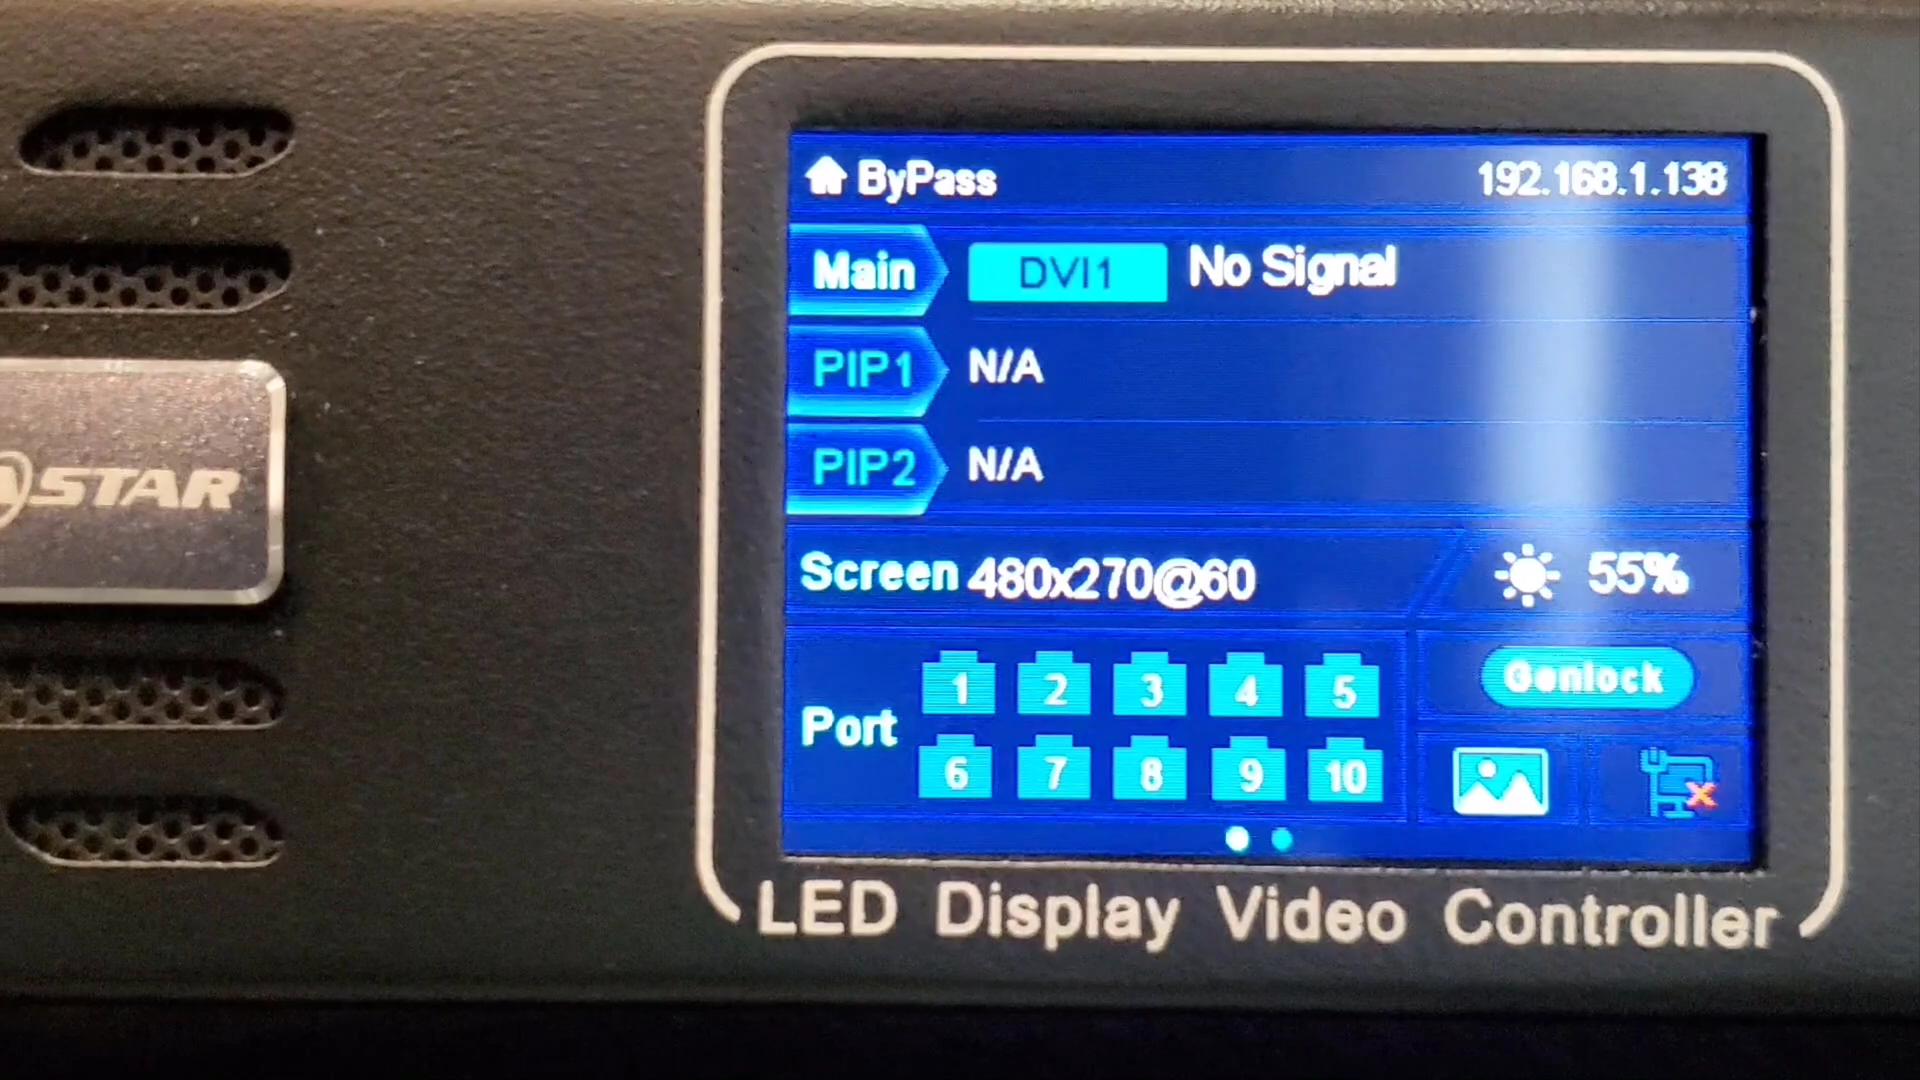 ByPass 192.168.1.138
Main DVI1 No Signal
PIP1 N/A
PIP2 N/A
STAR
Screen 480x270@60 55%
Genlock
1 2 3 4 5
Port
6 7 8 9 10
LED Display Video Controller